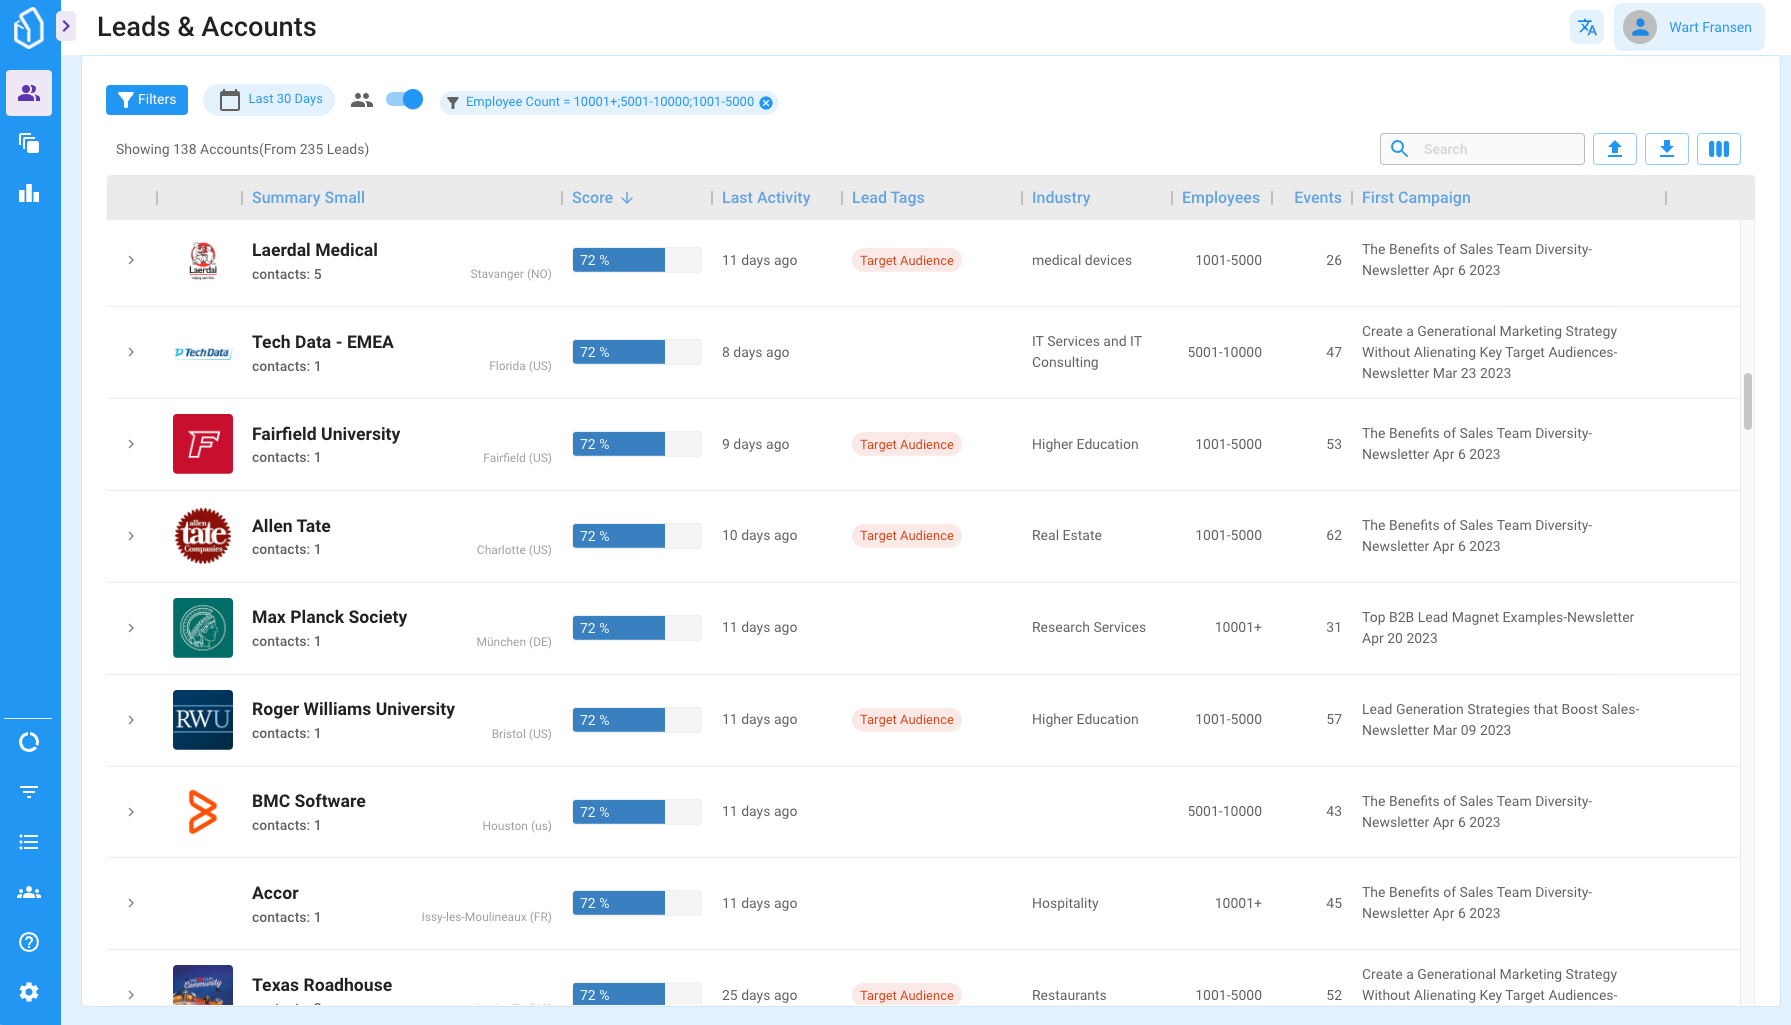 Leads & Accounts
Wart Fransen
Filters
Last 30 Days
Employee Count = 10001+;5001-10000;1001-5000
Showing 138 Accounts(From 235 Leads)
Search
Summary Small
Score
Last Activity
Lead Tags
Industry
Employees
Events
First Campaign
Laerdal
Laerdal Medical
contacts: 5
Stavanger (NO)
72 %
11 days ago
Target Audience
medical devices
1001-5000
26
The Benefits of Sales Team Diversity-
Newsletter Apr 6 2023
Tech Data
Tech Data - EMEA
contacts: 1
Florida (US)
72 %
8 days ago
IT Services and IT
Consulting
5001-10000
47
Create a Generational Marketing Strategy
Without Alienating Key Target Audiences-
Newsletter Mar 23 2023
F
Fairfield University
contacts: 1
Fairfield (US)
72 %
9 days ago
Target Audience
Higher Education
1001-5000
53
The Benefits of Sales Team Diversity-
Newsletter Apr 6 2023
allen
tate
Companies
Allen Tate
contacts: 1
Charlotte (US)
72 %
10 days ago
Target Audience
Real Estate
1001-5000
62
The Benefits of Sales Team Diversity-
Newsletter Apr 6 2023
Max Planck Society
contacts: 1
München (DE)
72 %
11 days ago
Research Services
10001+
31
Top B2B Lead Magnet Examples-Newsletter
Apr 20 2023
RWU
Roger Williams University
contacts: 1
Bristol (US)
72 %
11 days ago
Target Audience
Higher Education
1001-5000
57
Lead Generation Strategies that Boost Sales-
Newsletter Mar 09 2023
BMC Software
contacts: 1
Houston (us)
72 %
11 days ago
5001-10000
43
The Benefits of Sales Team Diversity-
Newsletter Apr 6 2023
Accor
contacts: 1
Issy-les-Moulineaux (FR)
72 %
11 days ago
Hospitality
10001+
45
The Benefits of Sales Team Diversity-
Newsletter Apr 6 2023
Community
Texas Roadhouse
72 %
25 days ago
Target Audience
Restaurants
1001-5000
52
Create a Generational Marketing Strategy
Without Alienating Key Target Audiences-